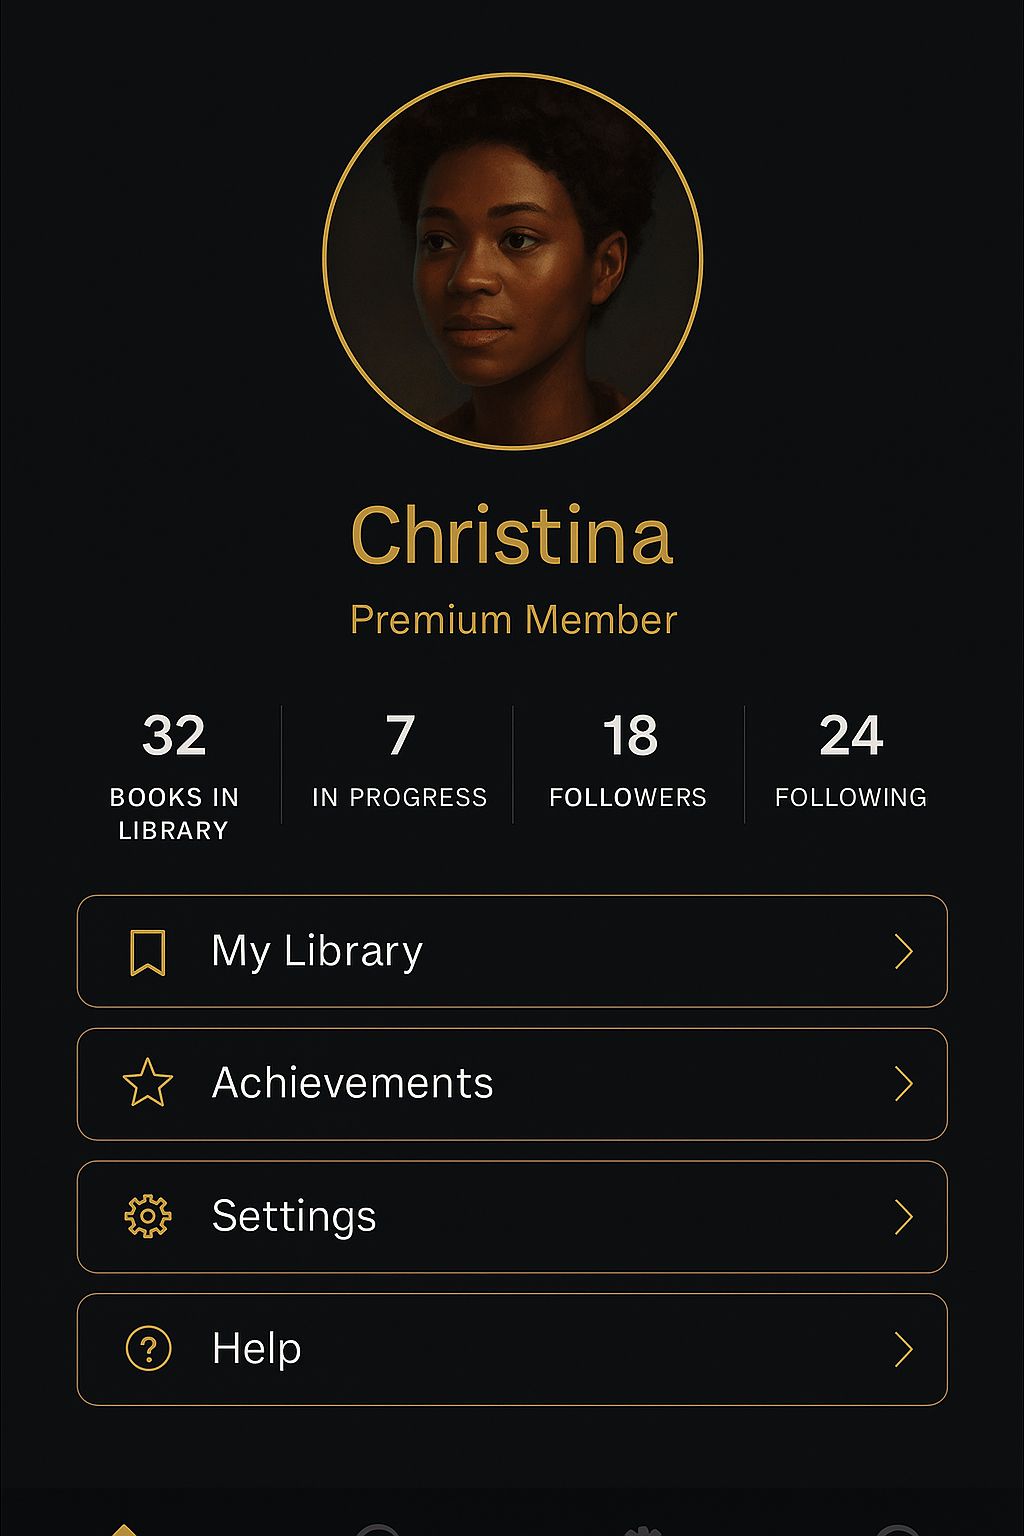 Christina
Premium Member
32
7
18
24
BOOKS IN
LIBRARY
IN PROGRESS
FOLLOWERS
FOLLOWING
My Library
Achievements
Settings
?
Help